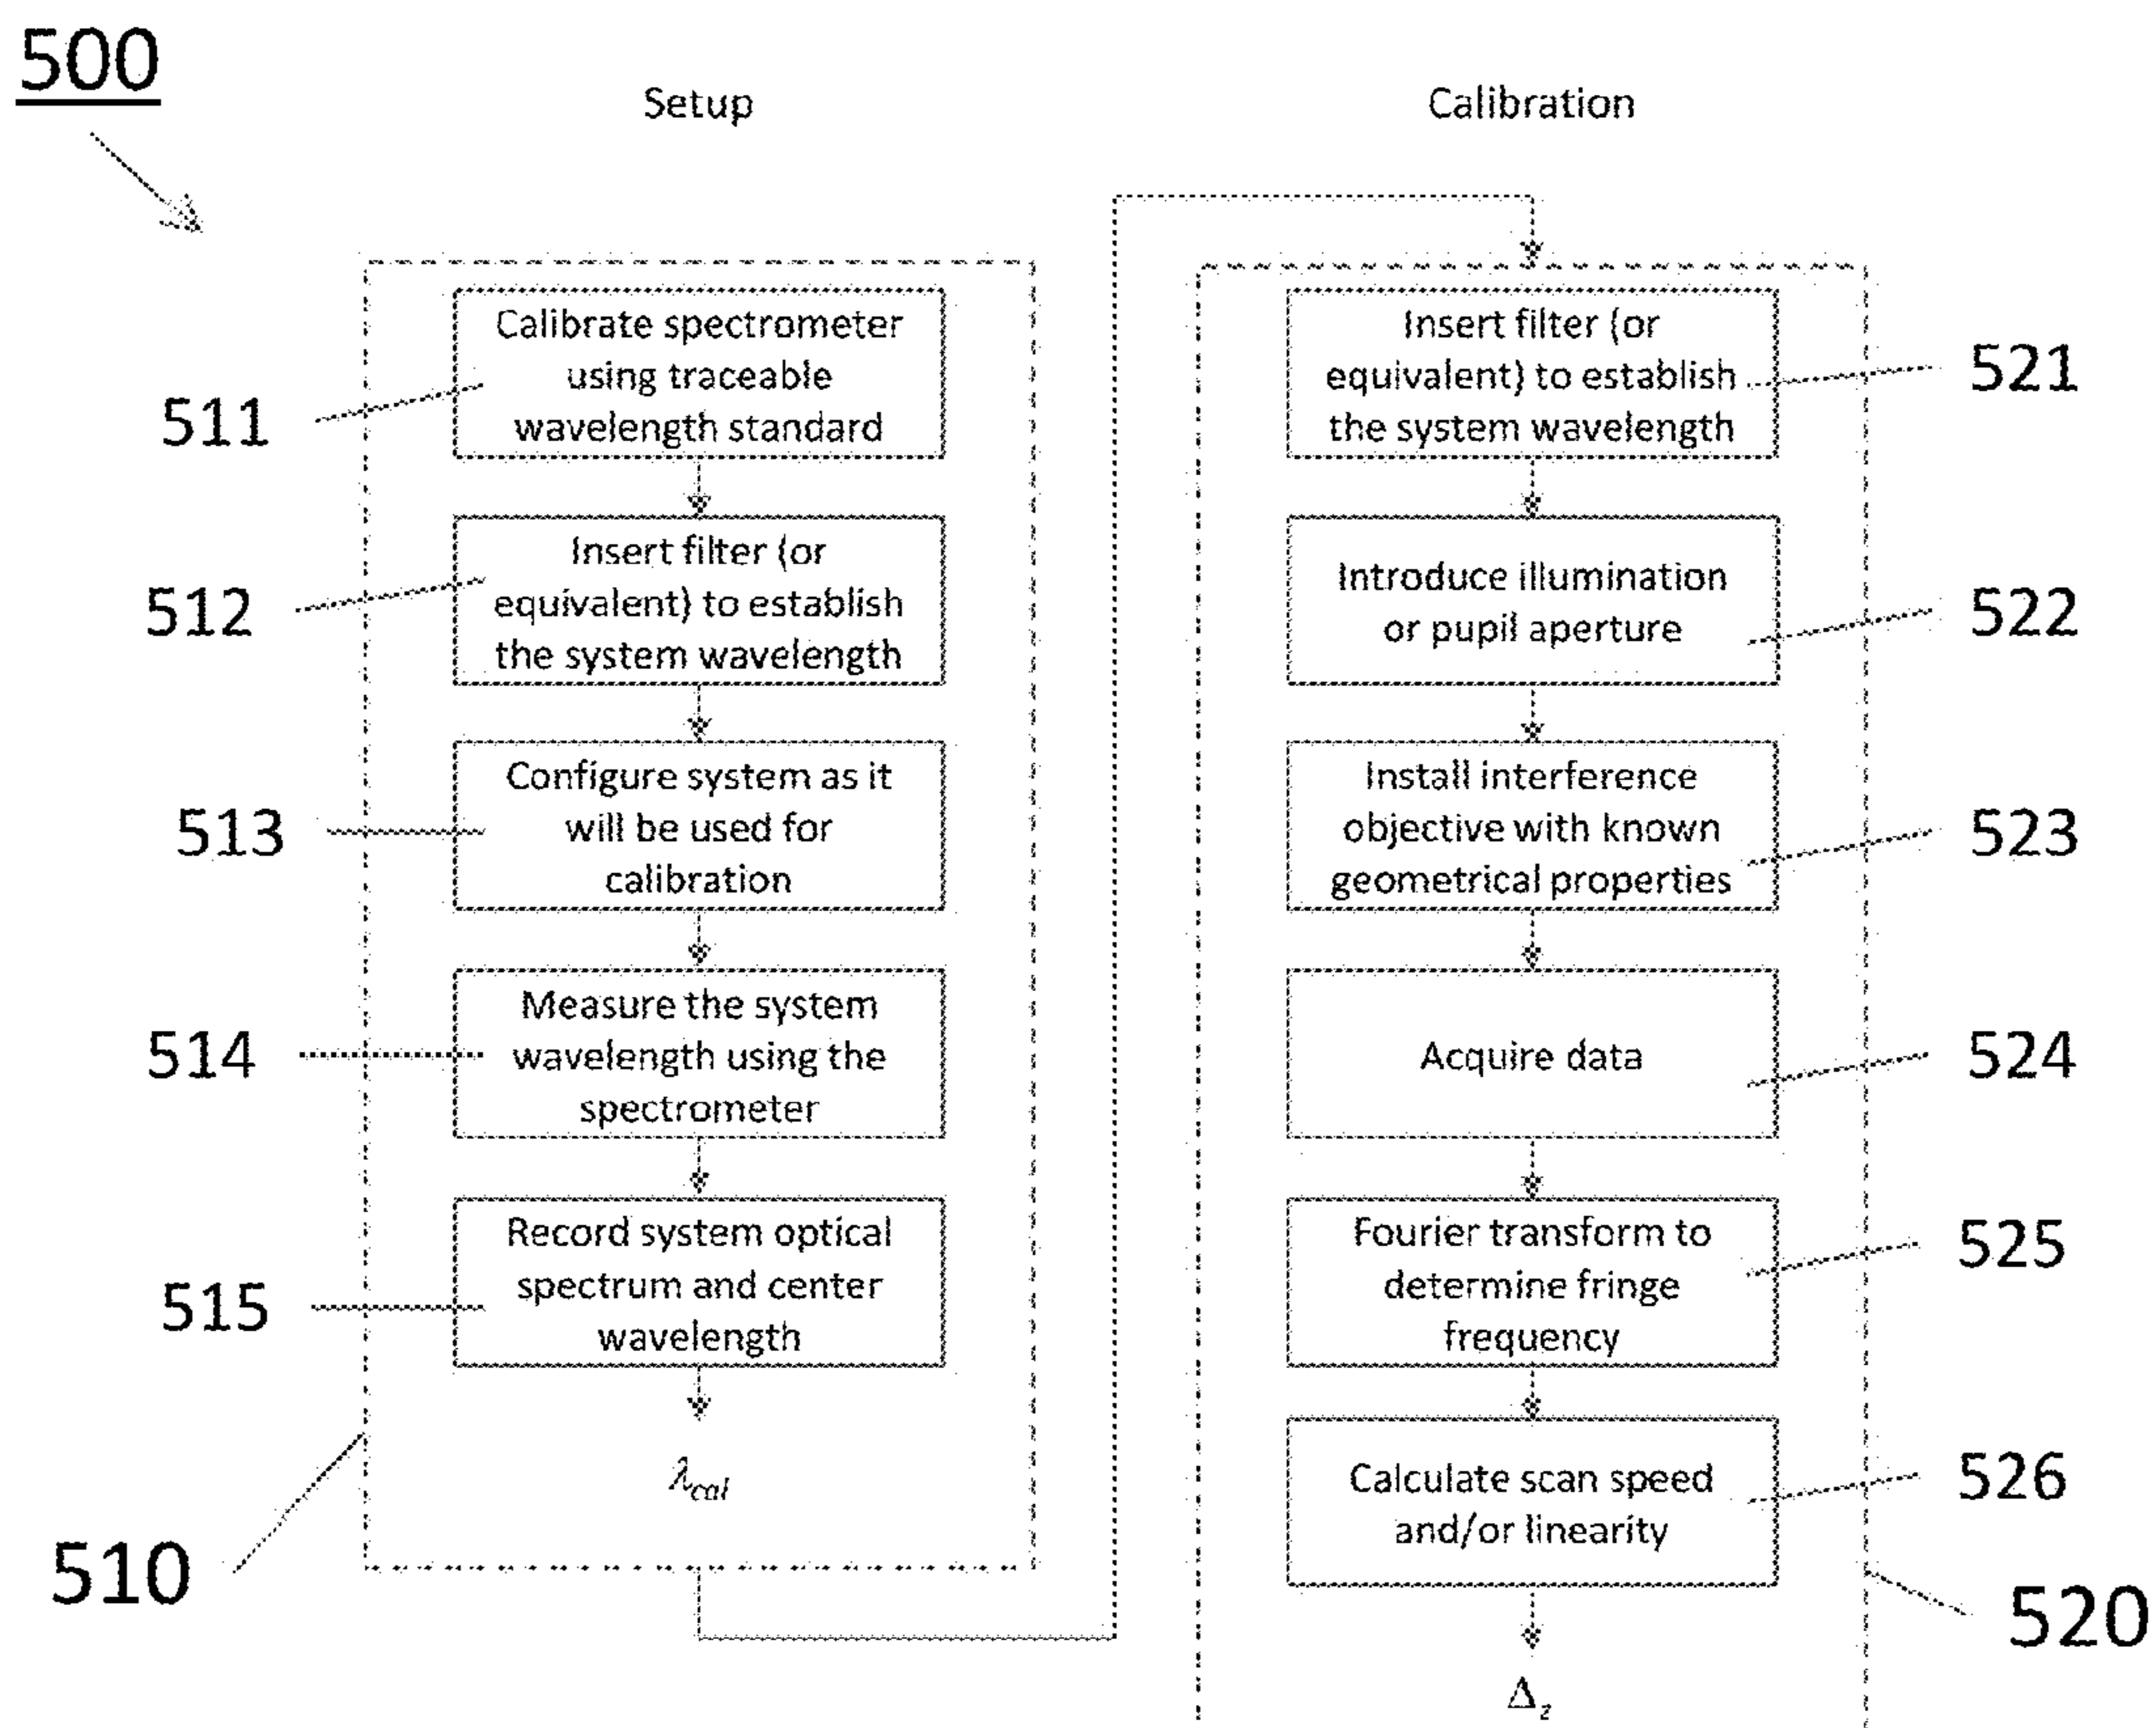 500
Setup
Calibrate spectrometer
using traceable
wavelength standard
511
Insert filter (or
equivalent) to establish
the system wavelength
512
Configure system as it
will be used for
calibration
513
Measure the system
wavelength using the
spectrometer
514
Record system optical
spectrum and center
wavelength
515
λcal
510
Calibration
Insert filter (or
equivalent) to establish
the system wavelength
521
Introduce illumination
or pupil aperture
522
Install interference
objective with known
geometrical properties
523
Acquire data
524
Fourier transform to
determine fringe
frequency
525
Calculate scan speed
and/or linearity
526
520
Δz